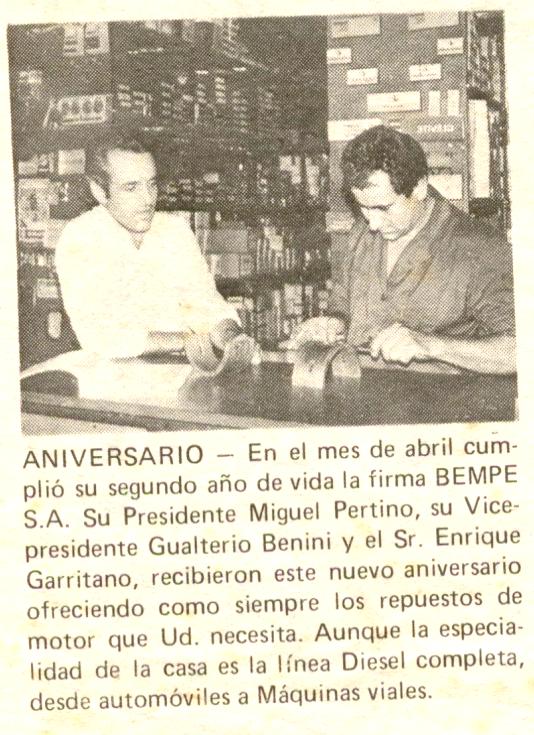 ANIVERSARIO — En el mes de abril cum-
plió su segundo año de vida la firma BEMPE
S.A. Su Presidente Miguel Pertino, su Vice-
presidente Gualterio Benini y el Sr. Enrique
Garritano, recibieron este nuevo aniversario
ofreciendo como siempre los repuestos de
motor que Ud. necesita. Aunque la especia-
lidad de la casa es la línea Diesel completa,
desde automóviles a Máquinas viales.